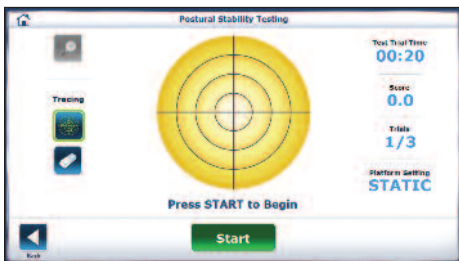 Postural Stability Testing
Test Trial Time
00:20
Tracing
Score
0.0
Trials
1/3
Platform Setting
STATIC
Press START to Begin
Start
Back